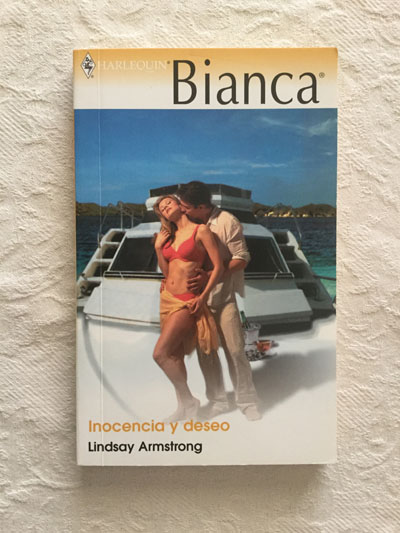 HARLEQUIN®
Bianca®
Inocencia y deseo
Lindsay Armstrong